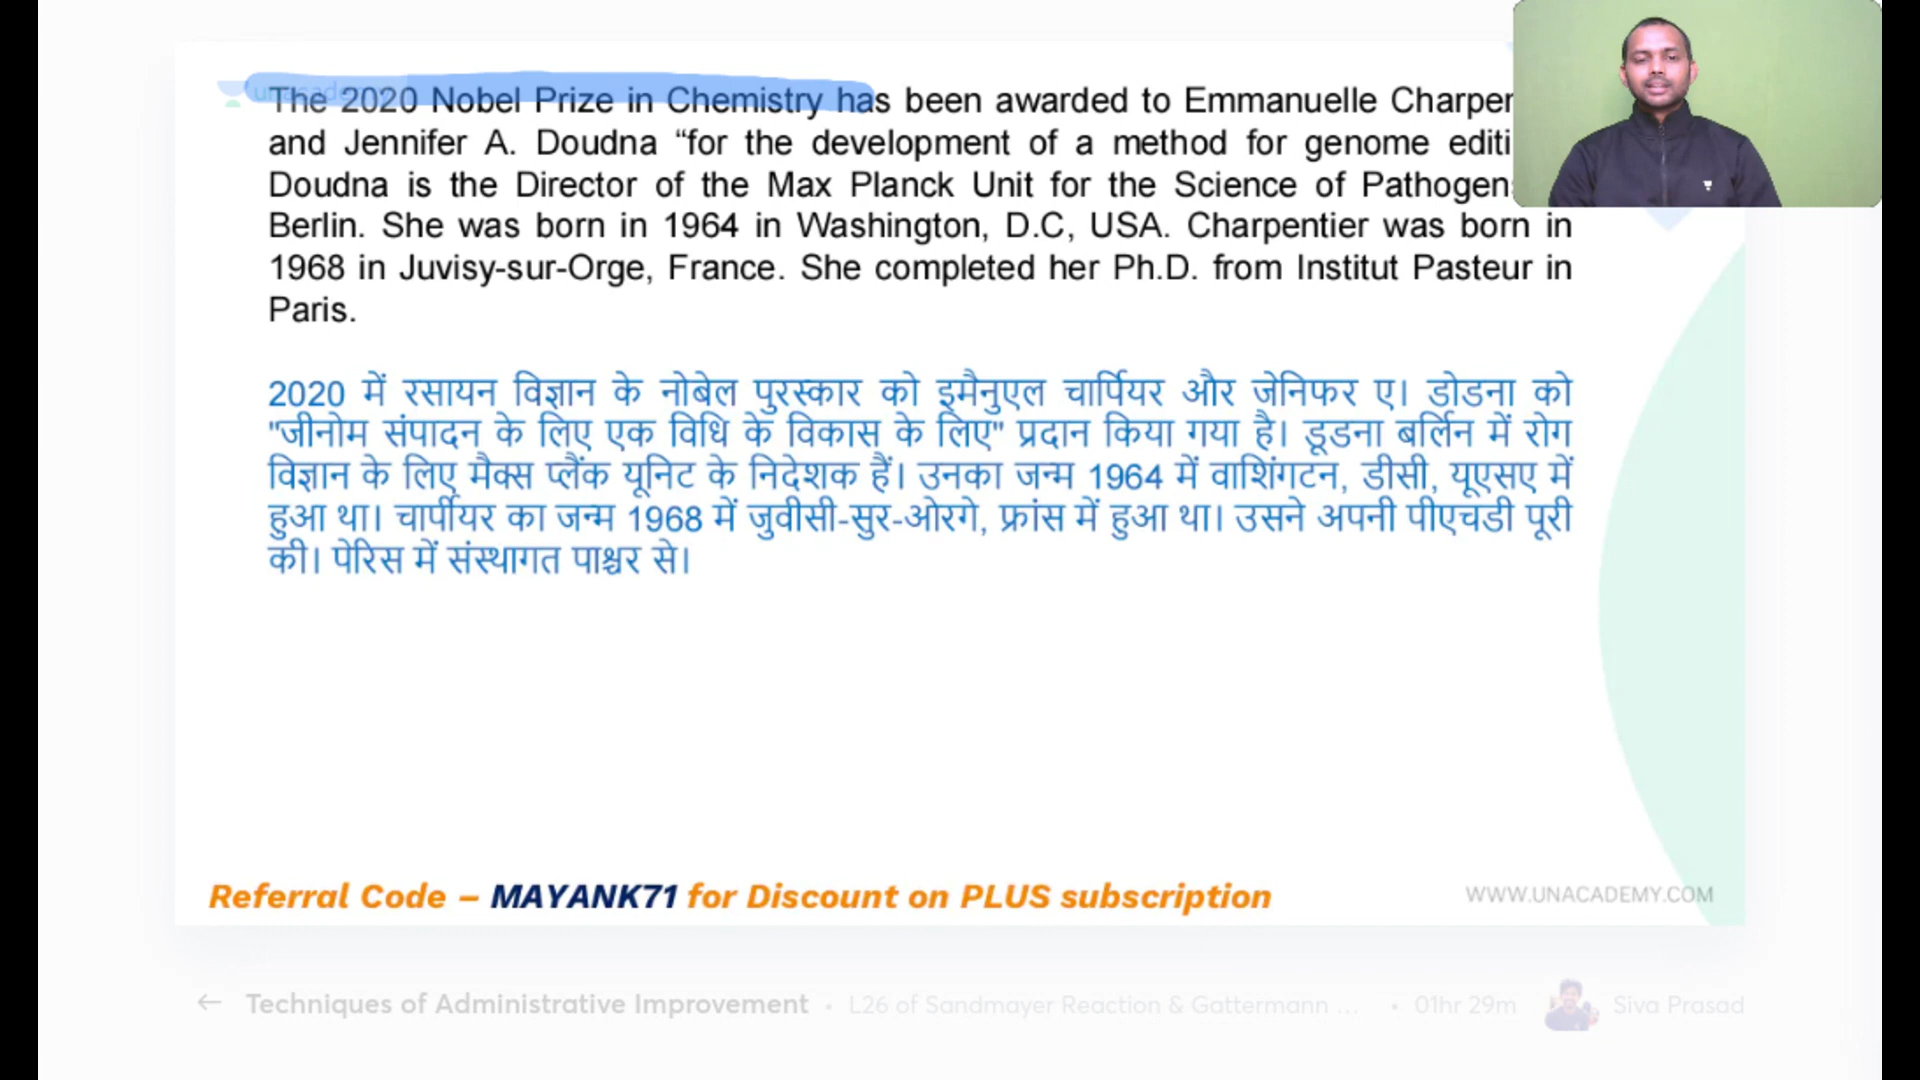 The 2020 Nobel Prize in Chemistry has been awarded to Emmanuelle Charpen
and Jennifer A. Doudna “for the development of a method for genome editi
Doudna is the Director of the Max Planck Unit for the Science of Pathogens
Berlin. She was born in 1964 in Washington, D.C, USA. Charpentier was born in
1968 in Juvisy-sur-Orge, France. She completed her Ph.D. from Institut Pasteur in
Paris.
2020 में रसायन विज्ञान के नोबेल पुरस्कार को इमैनुएल चार्पियर और जेनिफर ए। डोडना को
"जीनोम संपादन के लिए एक विधि के विकास के लिए" प्रदान किया गया है। डूडना बर्लिन में रोग
विज्ञान के लिए मैक्स प्लैंक यूनिट के निदेशक हैं। उनका जन्म 1964 में वाशिंगटन, डीसी, यूएसए में
हुआ था। चार्पीयर का जन्म 1968 में जुवीसी-सुर-ओरगे, फ्रांस में हुआ था। उसने अपनी पीएचडी पूरी
की। पेरिस में संस्थागत पाश्चर से।
Referral Code – MAYANK71 for Discount on PLUS subscription
WWW.UNACADEMY.COM
← Techniques of Administrative Improvement • L26 of Sandmayer Reaction & Gattermann ... • 01hr 29m Siva Prasad